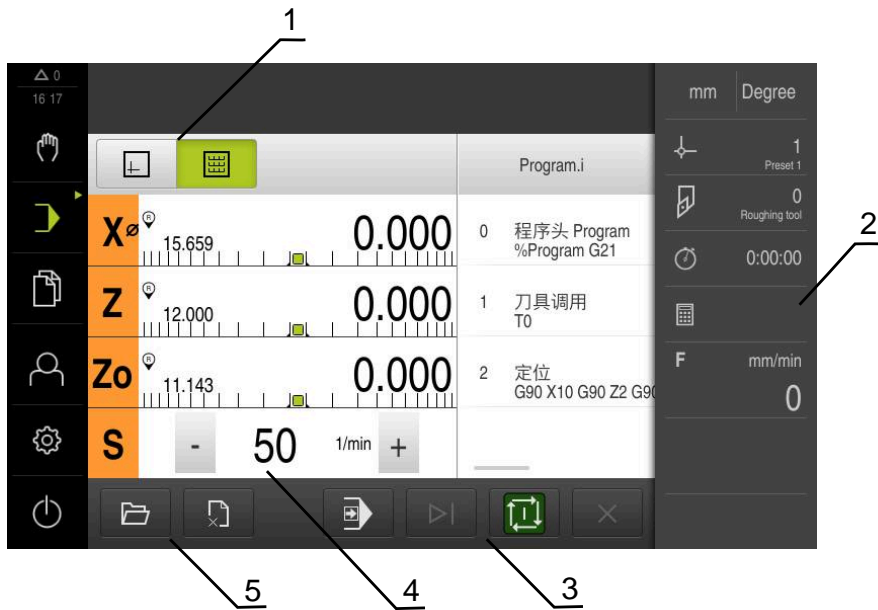 1
0
16 17
mm Degree
1
Preset 1
0
Roughing tool
0:00:00
F mm/min
0
2
Program.i
X⌀ R 15.659 0.000
Z R 12.000 0.000
Zo R 11.143 0.000
S - 50 1/min +
0 程序头 Program
%Program G21
1 刀具调用
T0
2 定位
G90 X10 G90 Z2 G90
5
4
3